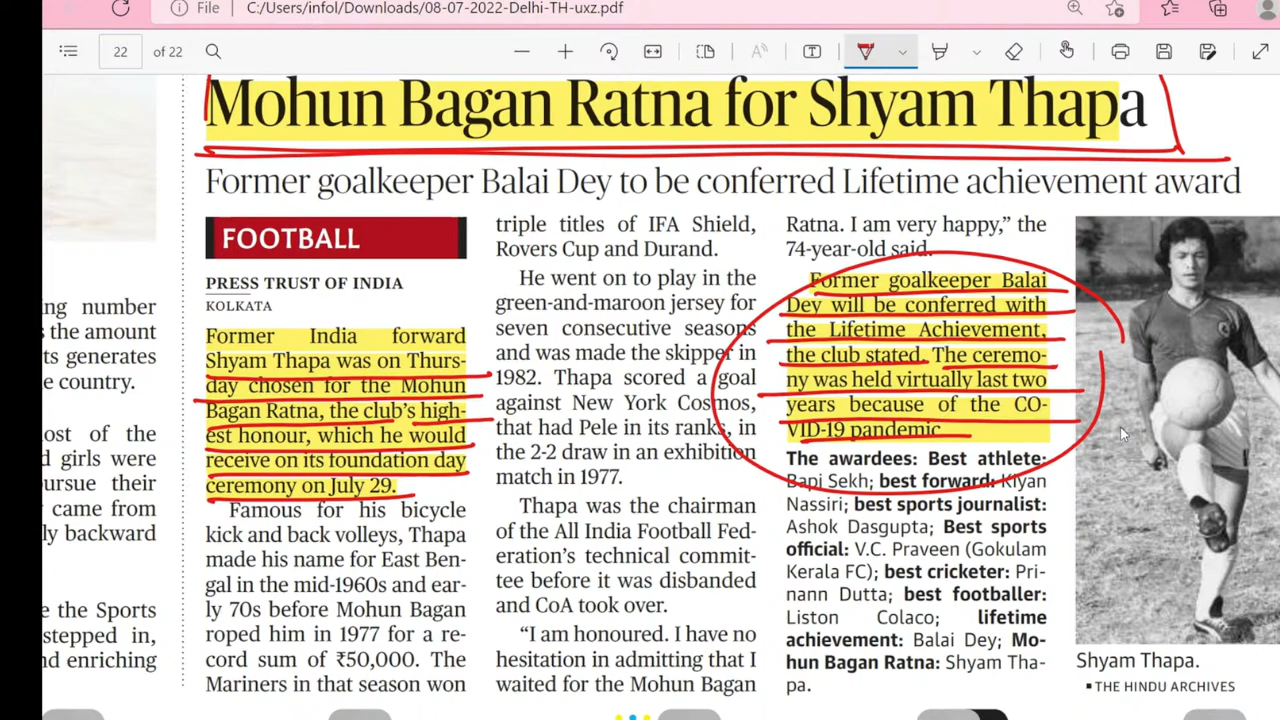 File
C:/Users/infol/Downloads/08-07-2022-Delhi-TH-uxz.pdf
22
of 22
Mohun Bagan Ratna for Shyam Thapa
Former goalkeeper Balai Dey to be conferred Lifetime achievement award
ing number
s the amount
ts generates
e country.
ost of the
d girls were
ursue their
came from
ly backward
e the Sports
stepped in,
nd enriching
FOOTBALL
PRESS TRUST OF INDIA
KOLKATA
Former India forward
Shyam Thapa was on Thurs-
day chosen for the Mohun
Bagan Ratna, the club's high-
est honour, which he would
receive on its foundation day
ceremony on July 29.
Famous for his bicycle
kick and back volleys, Thapa
made his name for East Ben-
gal in the mid-1960s and ear-
ly 70s before Mohun Bagan
roped him in 1977 for a re-
cord sum of ₹50,000. The
Mariners in that season won
triple titles of IFA Shield,
Rovers Cup and Durand.
He went on to play in the
green-and-maroon jersey for
seven consecutive seasons
and was made the skipper in
1982. Thapa scored a goal
against New York Cosmos,
that had Pele in its ranks, in
the 2-2 draw in an exhibition
match in 1977.
Thapa was the chairman
of the All India Football Fed-
eration's technical commit-
tee before it was disbanded
and CoA took over.
"I am honoured. I have no
hesitation in admitting that I
waited for the Mohun Bagan
Ratna. I am very happy," the
74-year-old said.
Former goalkeeper Balai
Dey will be conferred with
the Lifetime Achievement,
the club stated. The ceremo-
ny was held virtually last two
years because of the CO-
VID-19 pandemic
The awardees: Best athlete:
Bapi Sekh; best forward: Kiyan
Nassiri; best sports journalist:
Ashok Dasgupta; Best sports
official: V.C. Praveen (Gokulam
Kerala FC); best cricketer: Pri-
nann Dutta; best footballer:
Liston Colaco; lifetime
achievement: Balai Dey; Mo-
hun Bagan Ratna: Shyam Tha-
pa.
Shyam Thapa.
▪ THE HINDU ARCHIVES